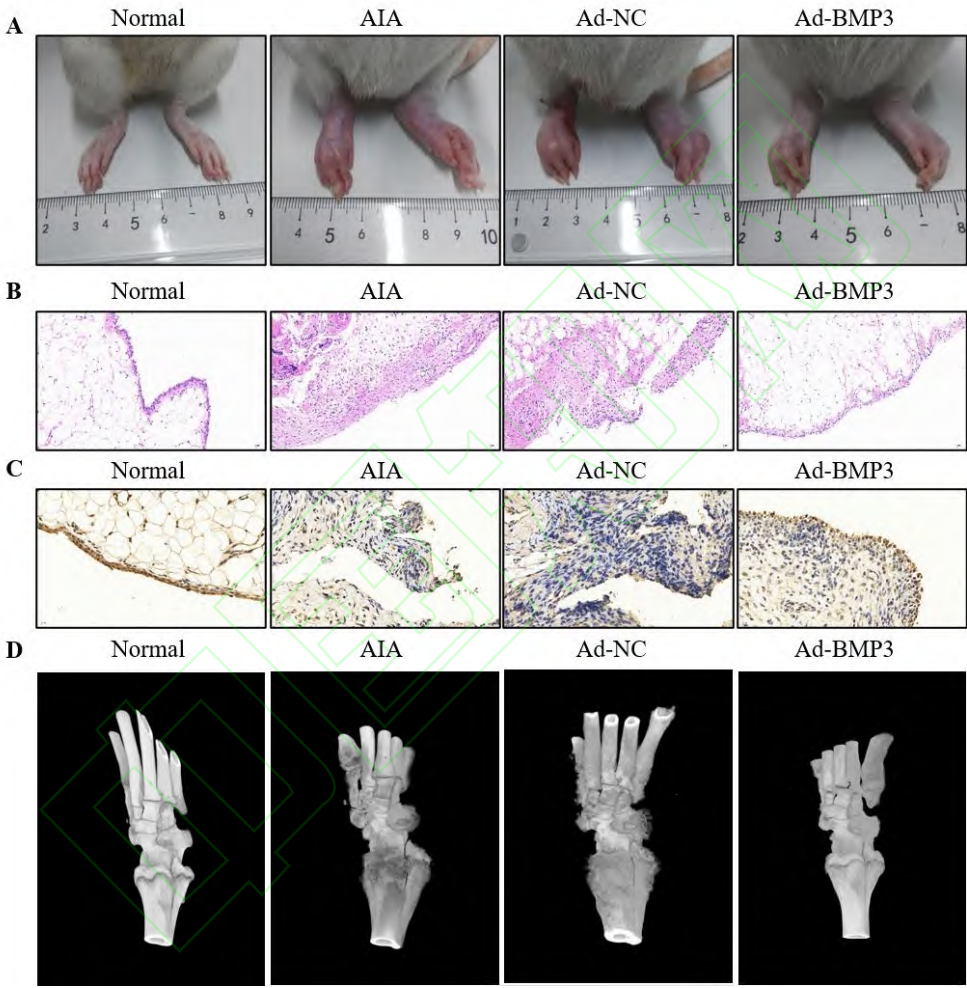 A Normal AIA Ad-NC Ad-BMP3
2 3 4 5 6 7 8 9
4 5 8 9 10
1 2 3 4 5 6 8
2 3 4 5 6 8
B Normal AIA Ad-NC Ad-BMP3
C Normal AIA Ad-NC Ad-BMP3
D Normal AIA Ad-NC Ad-BMP3